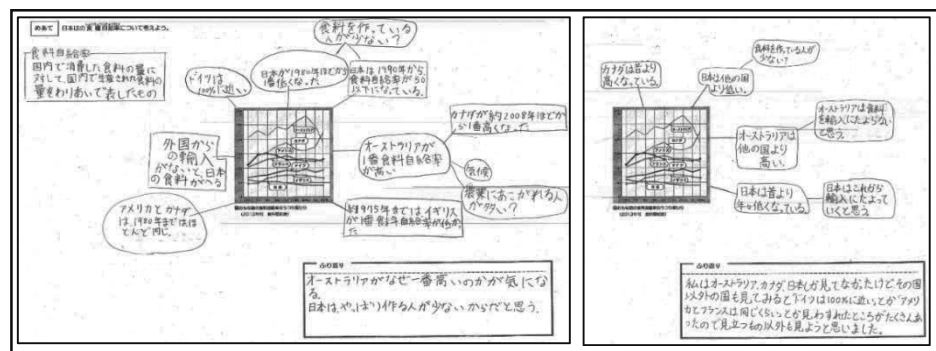 めあて 日本はの食糧自給率について考えよう。
食料自給率
国内で消費した食料の量に
対して、国内で生産された食料の
量をわりあいで表したもの
食料を作っている
人が少ない?
ドイツは
100%に近い。
日本が1980年ほどから
1番低くなった
日本は1990年から
食料自給率が50
以下になっている。
カナダが約2008年ほどか
ら1番高くなった
オーストラリアが
1番食料自給率
が高い
気候
農業にあこがれる人
が多い?
外国から
の輸入
がないと、日本
の食料がへる
アメリカとカナダ
は1980年まではほ
とんど同じ。
約975年まではイギリス
が1番食料自給率が低かっ
た
ふり返り
オーストラリアがなぜ一番高いのかが気にな
る。
日本は、やっぱり作る人が少ないからだと思う。
カナダは昔より
高くなっている。
食料を作っている人が
少ない?
日本は他の国
より低い。
オーストラリアは
他の国より
高い。
オーストラリアは食料
を輸入にたよらない
と思う
日本は昔より
年々低くなっている。
日本はこれから
輸入にたよって
いくと思う
ふり返り
私はオーストラリア、カナダ、日本しか見てなかったけどその国
以外の国も見てみるとドイツは100%に近いとかアメリ
カとフランスは同じくらいとか見わすれたところがたくさんあ
ったので見立つもの以外も見ようと思いました。